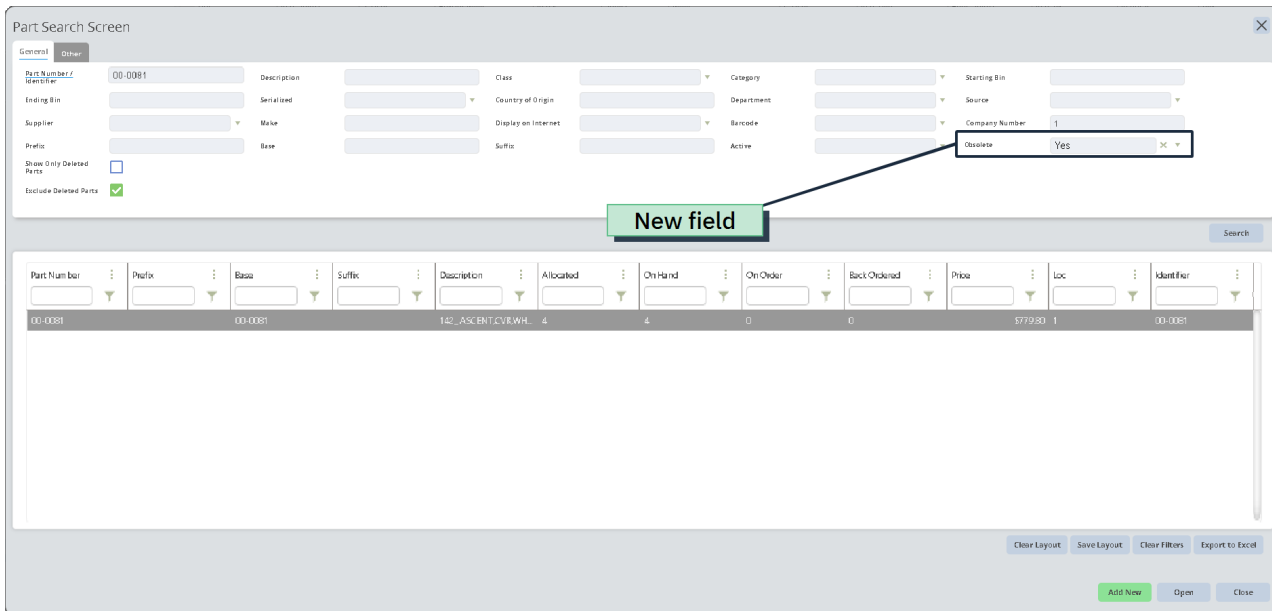 Part Search Screen
General Other
Part Number / Identifier 00-0081 Description Class Category Starting Bin
Ending Bin Serialized Country of Origin Department Source
Supplier Make Display on Internet Barcode Company Number 1
Prefix Base Suffix Active Obsolete Yes
Show Only Deleted Parts
Exclude Deleted Parts
New field
Search
Part Number Prefix Base Suffix Description Allocated On Hand On Order Back Ordered Price Loc Identifier
00-0081 00-0081 142_ASCENT,CVR,WH... 4 4 0 0 $779.80 1 00-0081
Clear Layout Save Layout Clear Filters Export to Excel
Add New Open Close